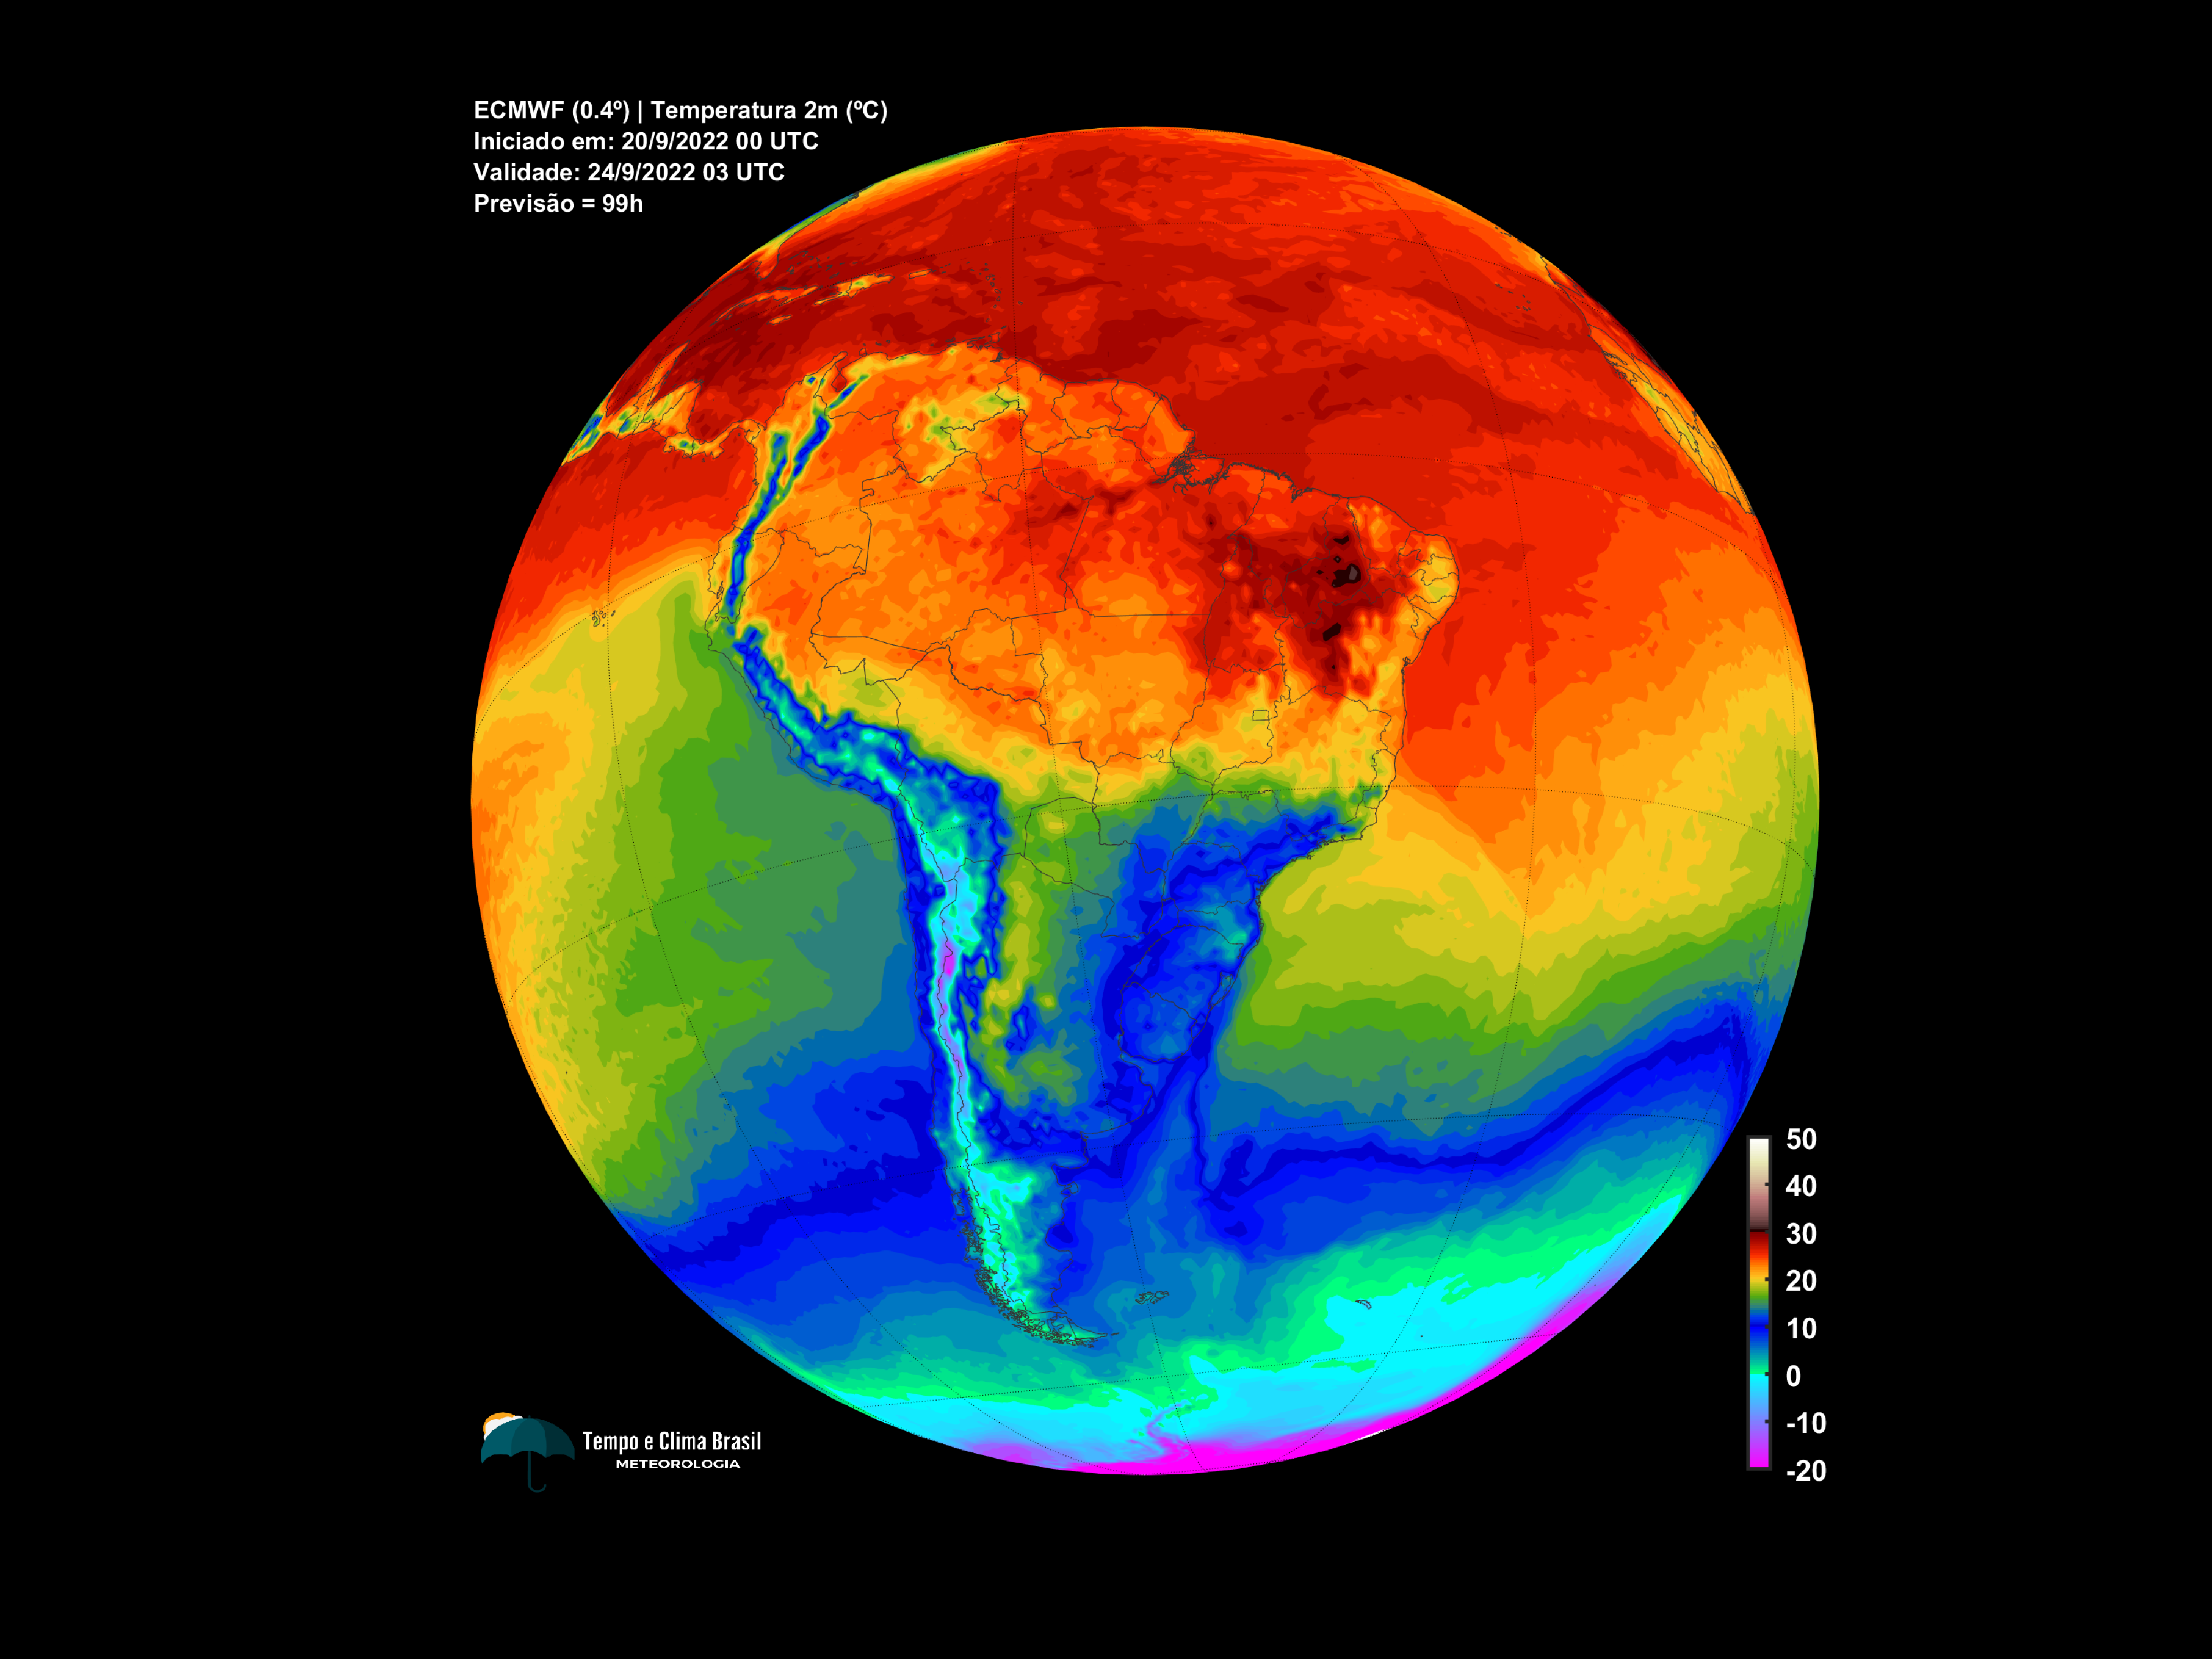 ECMWF (0.4º) | Temperatura 2m (ºC)
Iniciado em: 20/9/2022 00 UTC
Validade: 24/9/2022 03 UTC
Previsão = 99h
50
40
30
20
10
0
-10
-20
Tempo e Clima Brasil
METEOROLOGIA